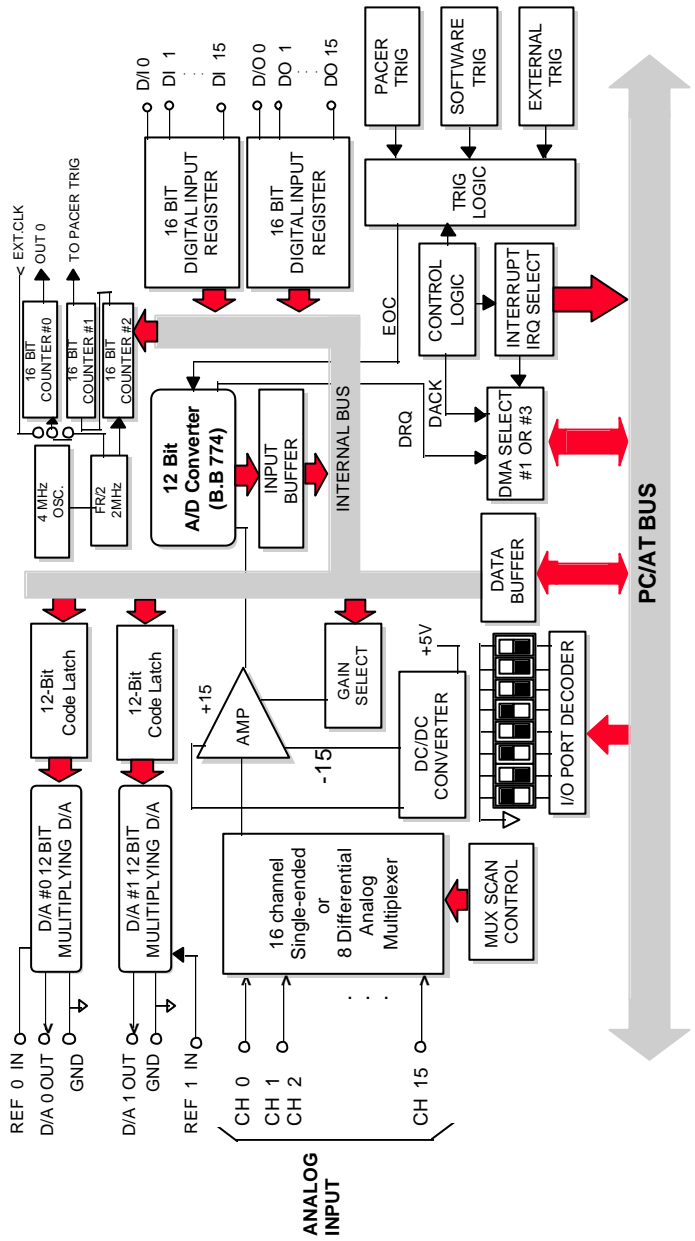 REF 0 IN
D/A 0 OUT
GND
D/A #0 12 BIT
MULITIPLYING D/A
12-Bit
Code Latch
4 MHz
OSC.
FR/2
2MHz
16 BIT
COUNTER#0
16 BIT
COUNTER #1
16 BIT
COUNTER #2
< EXT.CLK
OUT 0
TO PACER TRIG
D/A 1 OUT
GND
REF 1 IN
D/A #1 12 BIT
MULITIPLYING D/A
12-Bit
Code Latch
12 Bit
A/D Converter
(B.B 774)
INPUT
BUFFER
INTERNAL BUS
16 BIT
DIGITAL INPUT
REGISTER
D/I 0
DI 1
DI 15
16 BIT
DIGITAL INPUT
REGISTER
D/O 0
DO 1
DO 15
ANALOG
INPUT
CH 0
CH 1
CH 2
CH 15
16 channel
Single-ended
or
8 Differential
Analog
Multiplexer
MUX SCAN
CONTROL
+15
AMP
-15
GAIN
SELECT
DC/DC
CONVERTER
+5V
EOC
DRQ
DACK
CONTROL
LOGIC
TRIG
LOGIC
PACER
TRIG
SOFTWARE
TRIG
EXTERNAL
TRIG
I/O PORT DECODER
DATA
BUFFER
DMA SELECT
#1 OR #3
INTERRUPT
IRQ SELECT
PC/AT BUS